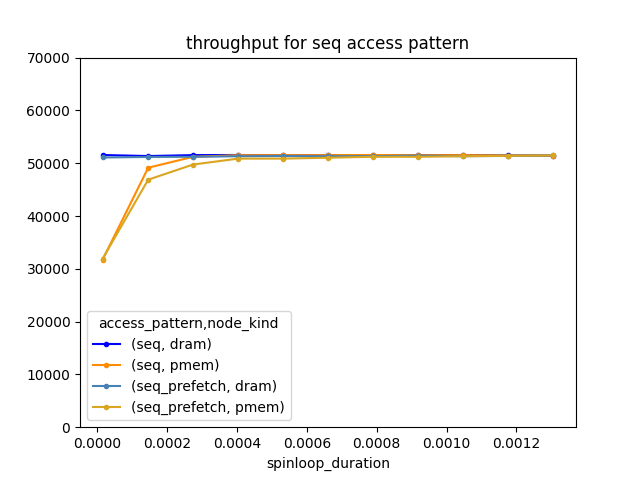 throughput for seq access pattern
70000
60000
50000
40000
30000
20000
10000
0
access_pattern,node_kind
(seq, dram)
(seq, pmem)
(seq_prefetch, dram)
(seq_prefetch, pmem)
0.0000 0.0002 0.0004 0.0006 0.0008 0.0010 0.0012
spinloop_duration